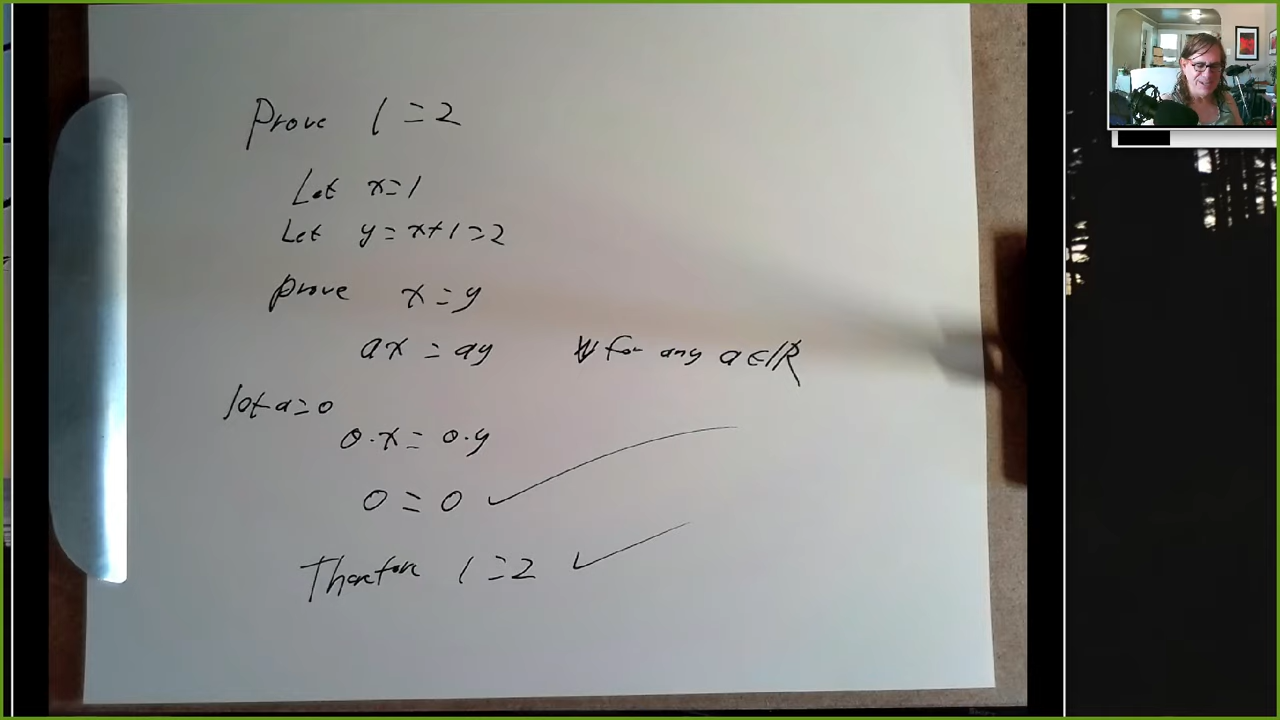 Prove 1=2
Let x=1
Let y=x+1=2
prove x=y
ax = ay for any a∈ℝ
let a=0
0·x = 0·y
0=0 ✓
Therefore 1=2 ✓